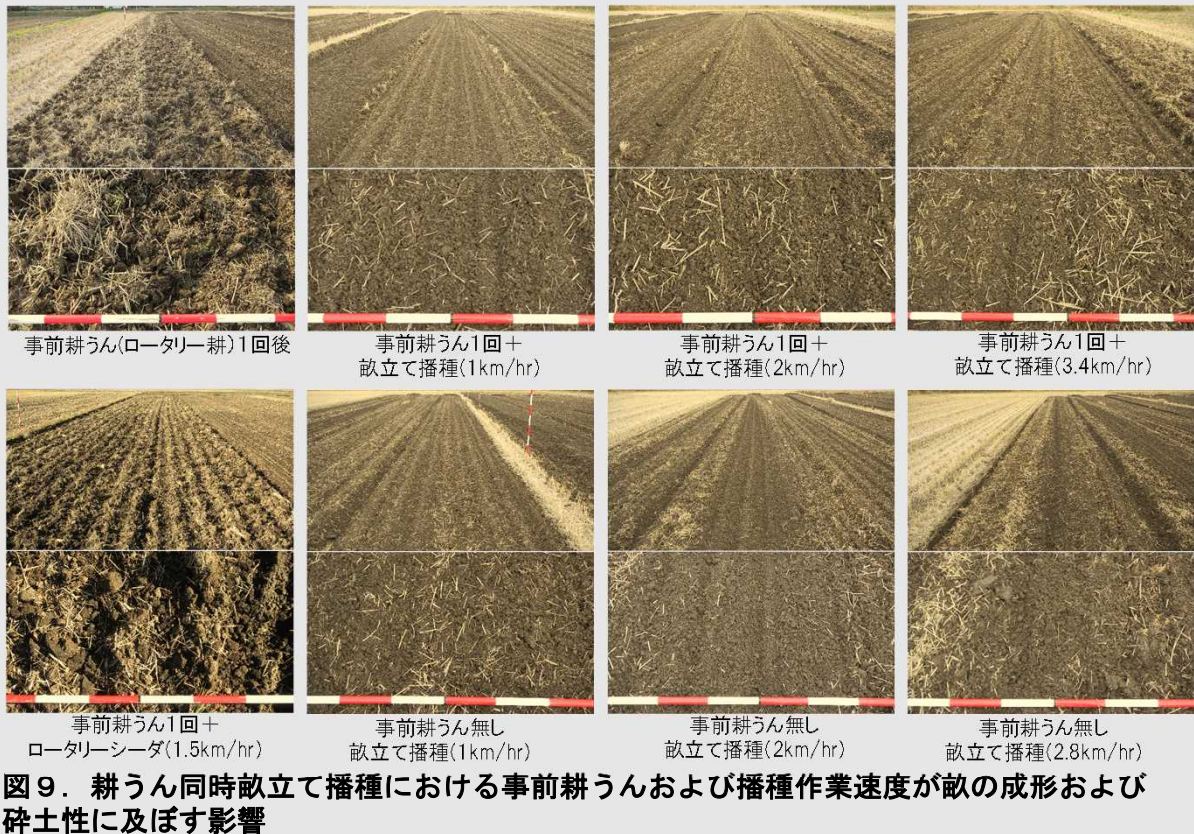 事前耕うん(ロータリー耕)1回後
事前耕うん1回＋
畝立て播種(1km/hr)
事前耕うん1回＋
畝立て播種(2km/hr)
事前耕うん1回＋
畝立て播種(3.4km/hr)
事前耕うん1回＋
ロータリーシーダ(1.5km/hr)
事前耕うん無し
畝立て播種(1km/hr)
事前耕うん無し
畝立て播種(2km/hr)
事前耕うん無し
畝立て播種(2.8km/hr)
図９．耕うん同時畝立て播種における事前耕うんおよび播種作業速度が畝の成形および
砕土性に及ぼす影響